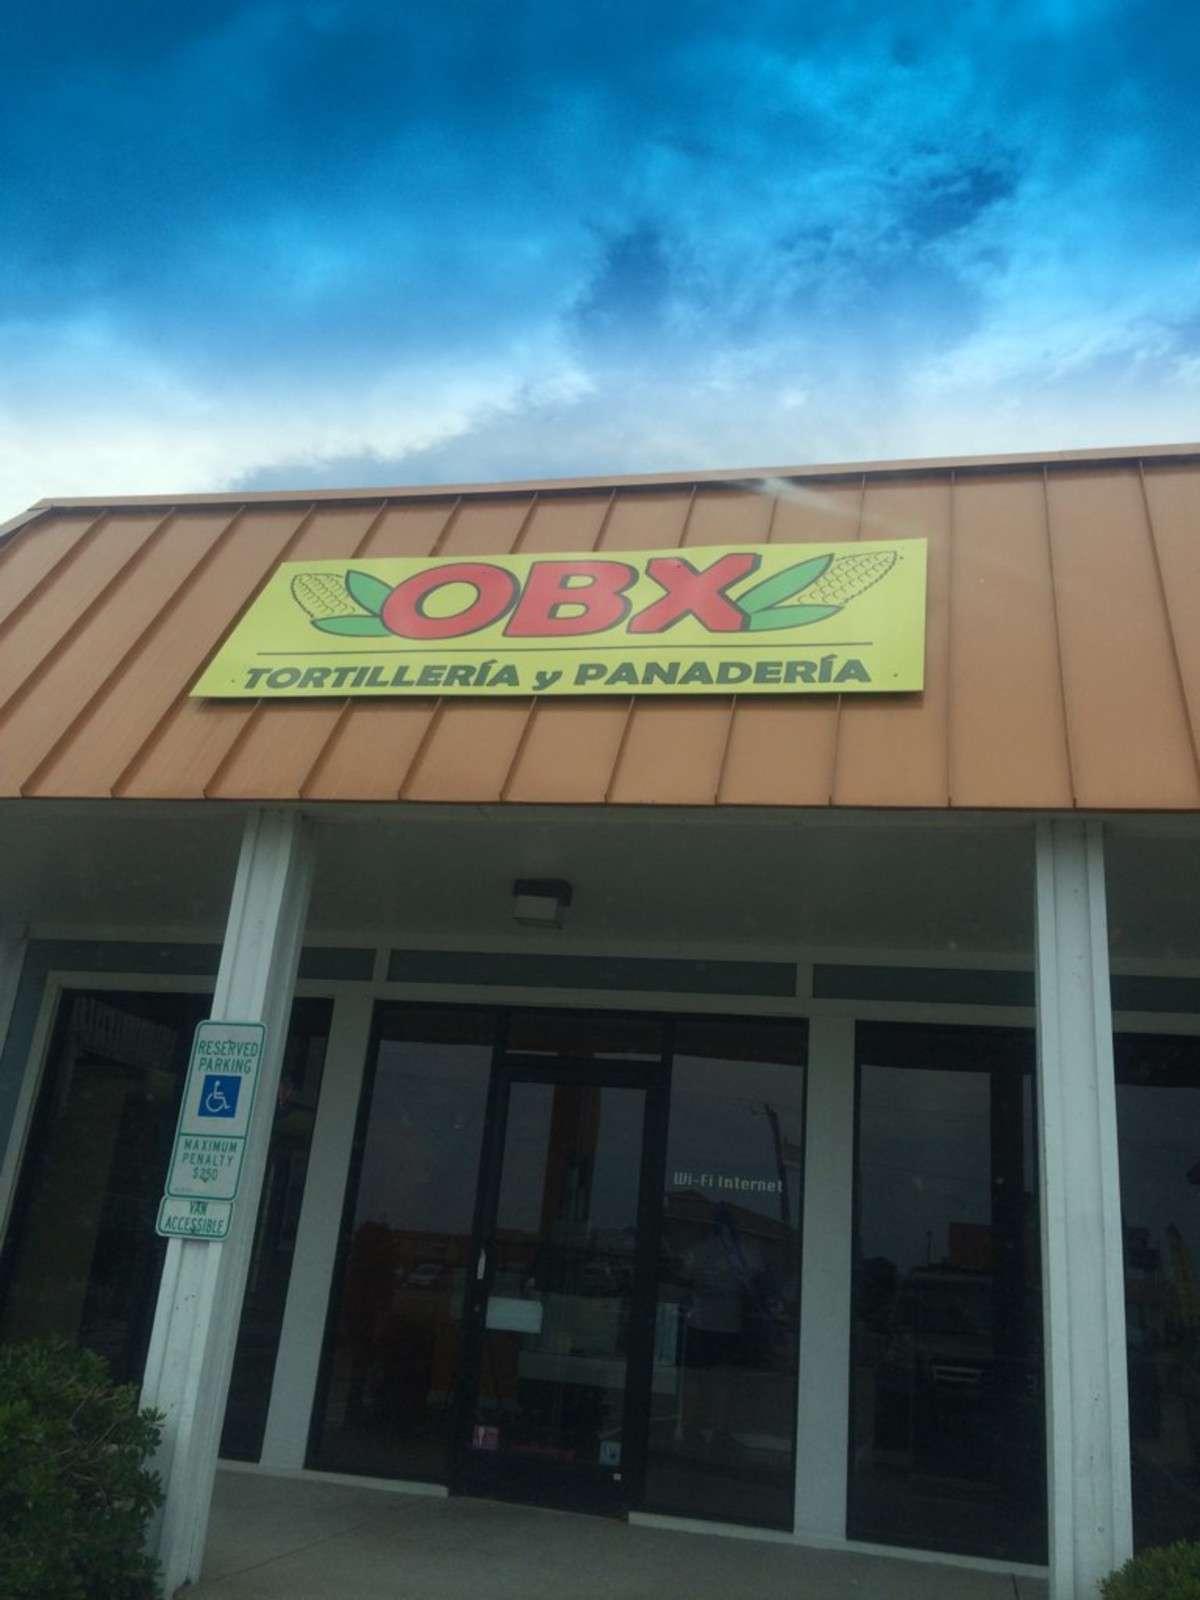 OBX
TORTILLERÍA y PANADERÍA
RESERVED
PARKING
MAXIMUM
PENALTY
$250
VAN
ACCESSIBLE
Wi-Fi Internet